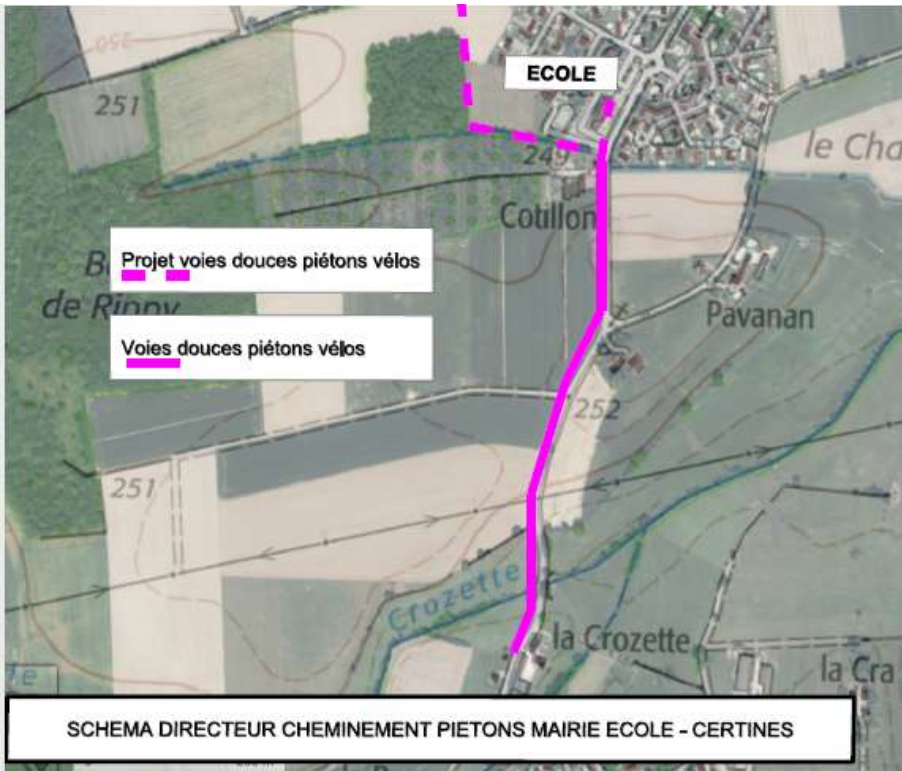 250
ECOLE
251
249
le Cha
Cotillon
Projet voies douces piétons vélos
de Rippy
Pavanan
Voies douces piétons vélos
252
251
Crozette
la Crozette
la Cra
SCHEMA DIRECTEUR CHEMINEMENT PIETONS MAIRIE ECOLE - CERTINES